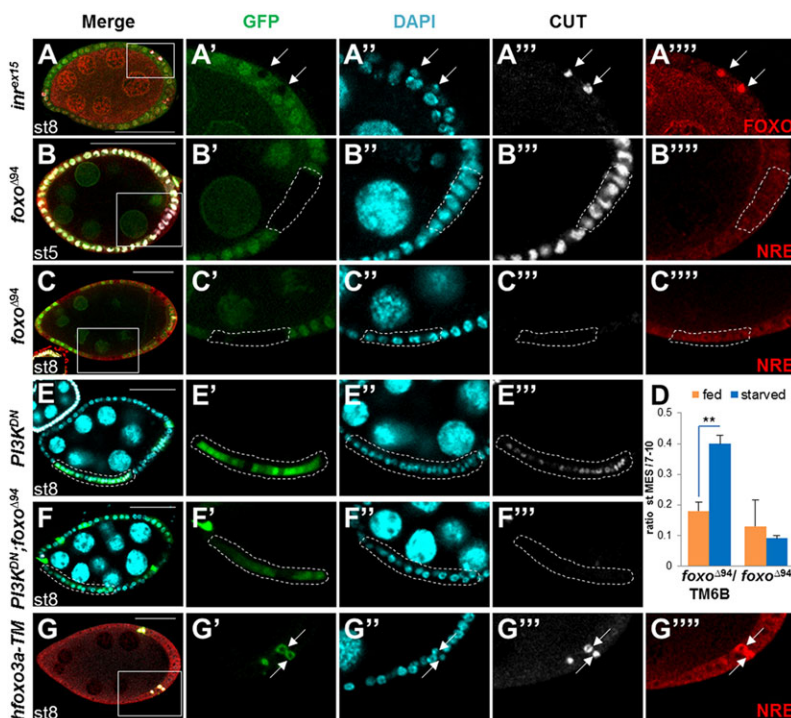 Merge GFP DAPI CUT
inr^ex15
A A' A'' A''' A''''
st8 FOXO
foxo^Δ94
B B' B'' B''' B''''
st5 NRE
foxo^Δ94
C C' C'' C''' C''''
st8 NRE
PI3K^DN
E E' E'' E'''
st8
PI3K^DN;foxo^Δ94
F F' F'' F'''
st8
D
fed starved
**
ratio st MES / 7-10
0.5
0.4
0.3
0.2
0.1
0
foxo^Δ94/ foxo^Δ94
TM6B
hfoxo3a-TM
G G' G'' G''' G''''
st8 NRE